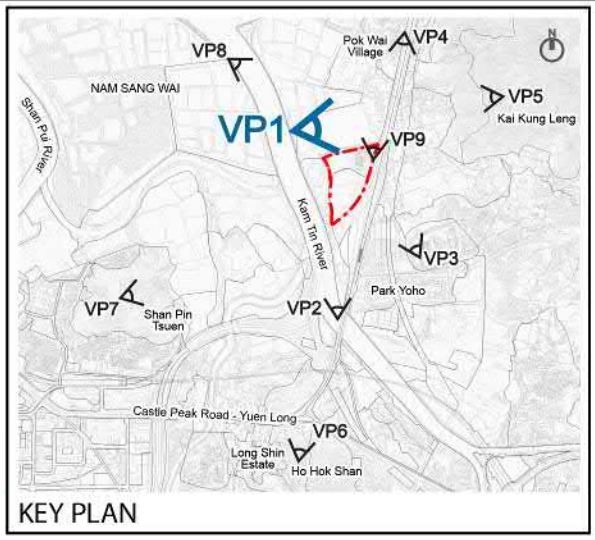 N
VP8
Pok Wai
Village
VP4
NAM SANG WAI
VP5
Kai Kung Leng
Shan Pui River
VP1
VP9
Kam Tin River
VP3
Park Yoho
VP7
Shan Pin
Tsuen
VP2
Castle Peak Road - Yuen Long
VP6
Long Shin
Estate
Ho Hok Shan
KEY PLAN